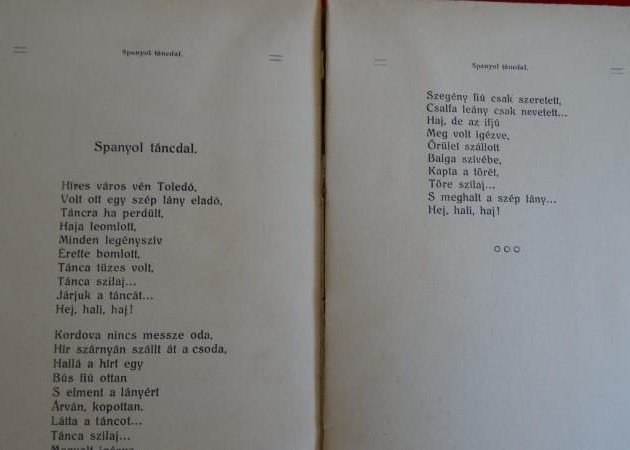 Spanyol táncdal.
Spanyol táncdal.
Híres város vén Toledó,
Volt ott egy szép lány eladó,
Táncra ha perdült,
Haja leomlott,
Minden legényszív
Érette bomlott,
Tánca tüzes volt,
Tánca szilaj...
Járjuk a táncát...
Hej, hali, haj!
Kordova nincs messze oda,
Hír szárnyán szállt át a csoda,
Hallá a hírt egy
Bús fiú ottan
S elment a lányért
Árván, kopottan.
Látta a táncot...
Tánca szilaj...
Spanyol táncdal.
Szegény fiú csak szeretett,
Csalfa leány csak nevetett...
Haj, de az ifjú
Meg volt igézve,
Őrület szállott
Balga szívébe,
Kapta a tőrét,
Tőre szilaj...
S meghalt a szép lány...
Hej, hali, haj!